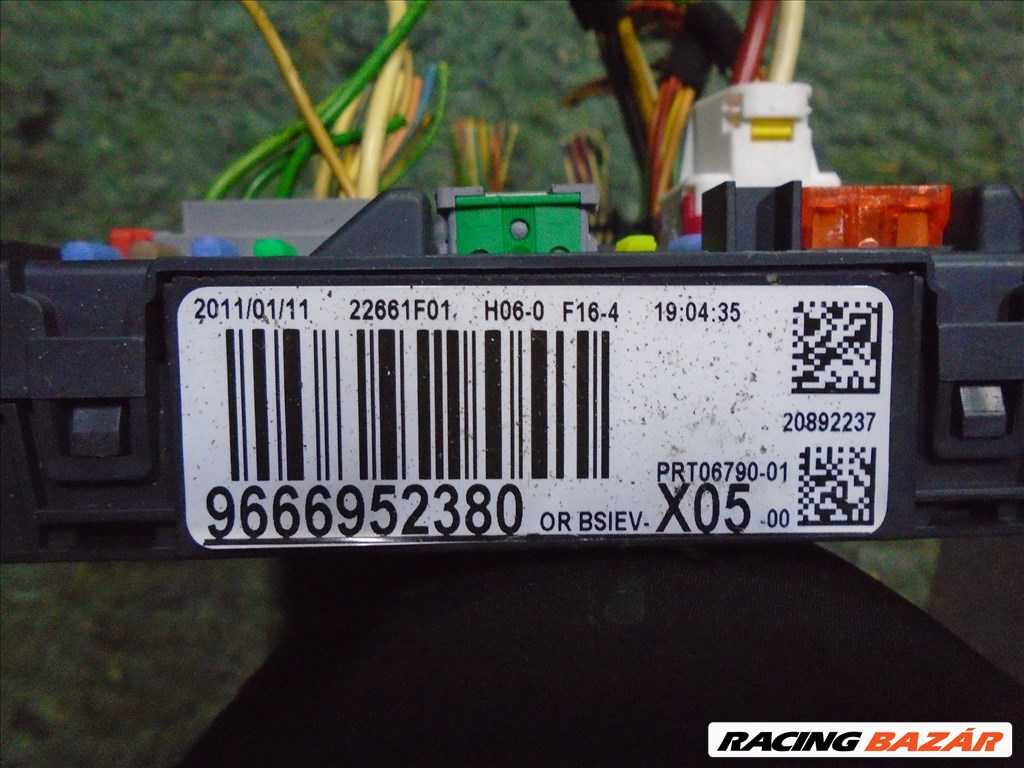 2011/01/11 22661F01 H06-0 F16-4 19:04:35
20892237
PRT06790-01
9666952380 OR BSIEV- X05 -00
RACING BAZÁR